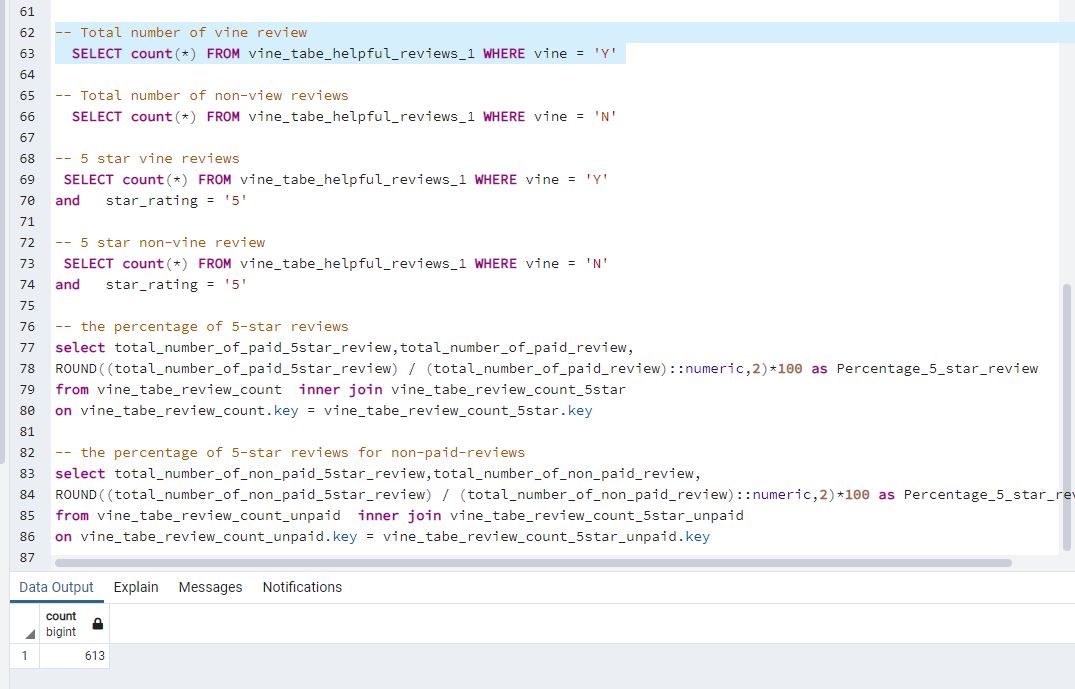 61
62 -- Total number of vine review
63 SELECT count(*) FROM vine_tabe_helpful_reviews_1 WHERE vine = 'Y'
64
65 -- Total number of non-view reviews
66 SELECT count(*) FROM vine_tabe_helpful_reviews_1 WHERE vine = 'N'
67
68 -- 5 star vine reviews
69 SELECT count(*) FROM vine_tabe_helpful_reviews_1 WHERE vine = 'Y'
70 and star_rating = '5'
71
72 -- 5 star non-vine review
73 SELECT count(*) FROM vine_tabe_helpful_reviews_1 WHERE vine = 'N'
74 and star_rating = '5'
75
76 -- the percentage of 5-star reviews
77 select total_number_of_paid_5star_review,total_number_of_paid_review,
78 ROUND((total_number_of_paid_5star_review) / (total_number_of_paid_review)::numeric,2)*100 as Percentage_5_star_review
79 from vine_tabe_review_count inner join vine_tabe_review_count_5star
80 on vine_tabe_review_count.key = vine_tabe_review_count_5star.key
81
82 -- the percentage of 5-star reviews for non-paid-reviews
83 select total_number_of_non_paid_5star_review,total_number_of_non_paid_review,
84 ROUND((total_number_of_non_paid_5star_review) / (total_number_of_non_paid_review)::numeric,2)*100 as Percentage_5_star_rev
85 from vine_tabe_review_count_unpaid inner join vine_tabe_review_count_5star_unpaid
86 on vine_tabe_review_count_unpaid.key = vine_tabe_review_count_5star_unpaid.key
87
Data Output Explain Messages Notifications
count
bigint
1 613